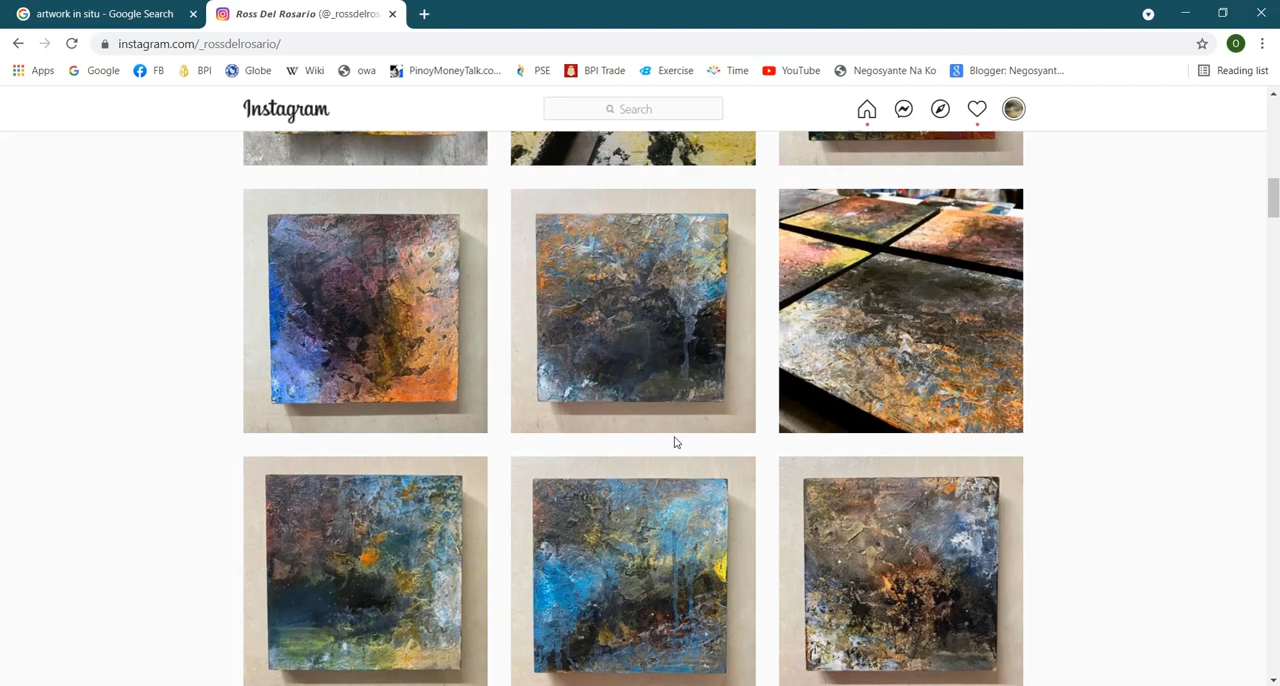 artwork in situ - Google Search
Ross Del Rosario (@_rossdelros
instagram.com/_rossdelrosario/
O
Apps Google FB BPI Globe Wiki owa PinoyMoneyTalk.co... PSE BPI Trade Exercise Time YouTube Negosyante Na Ko Blogger: Negosyant... Reading list
Instagram
Search